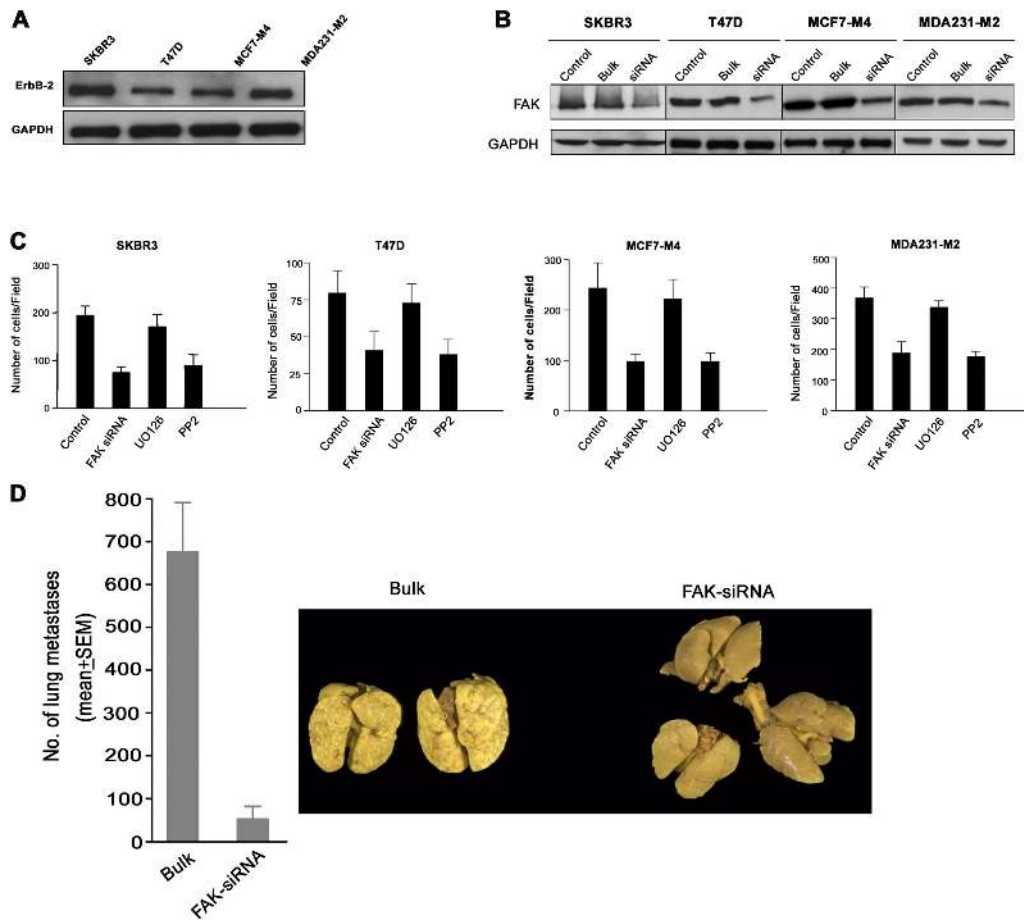 A
SKBR3
T47D
MCF7-M4
MDA231-M2
ErbB-2
GAPDH
B
SKBR3
T47D
MCF7-M4
MDA231-M2
Control
Bulk
siRNA
Control
Bulk
siRNA
Control
Bulk
siRNA
Control
Bulk
siRNA
FAK
GAPDH
C
SKBR3
Number of cells/Field
300
200
100
0
Control
FAK siRNA
UO126
PP2
T47D
Number of cells/Field
100
75
50
25
0
Control
FAK siRNA
UO126
PP2
MCF7-M4
Number of cells/Field
300
200
100
0
Control
FAK siRNA
UO126
PP2
MDA231-M2
Number of cells/Field
500
400
300
200
100
0
Control
FAK siRNA
UO126
PP2
D
No. of lung metastases
(mean±SEM)
800
700
600
500
400
300
200
100
0
Bulk
FAK-siRNA
Bulk
FAK-siRNA